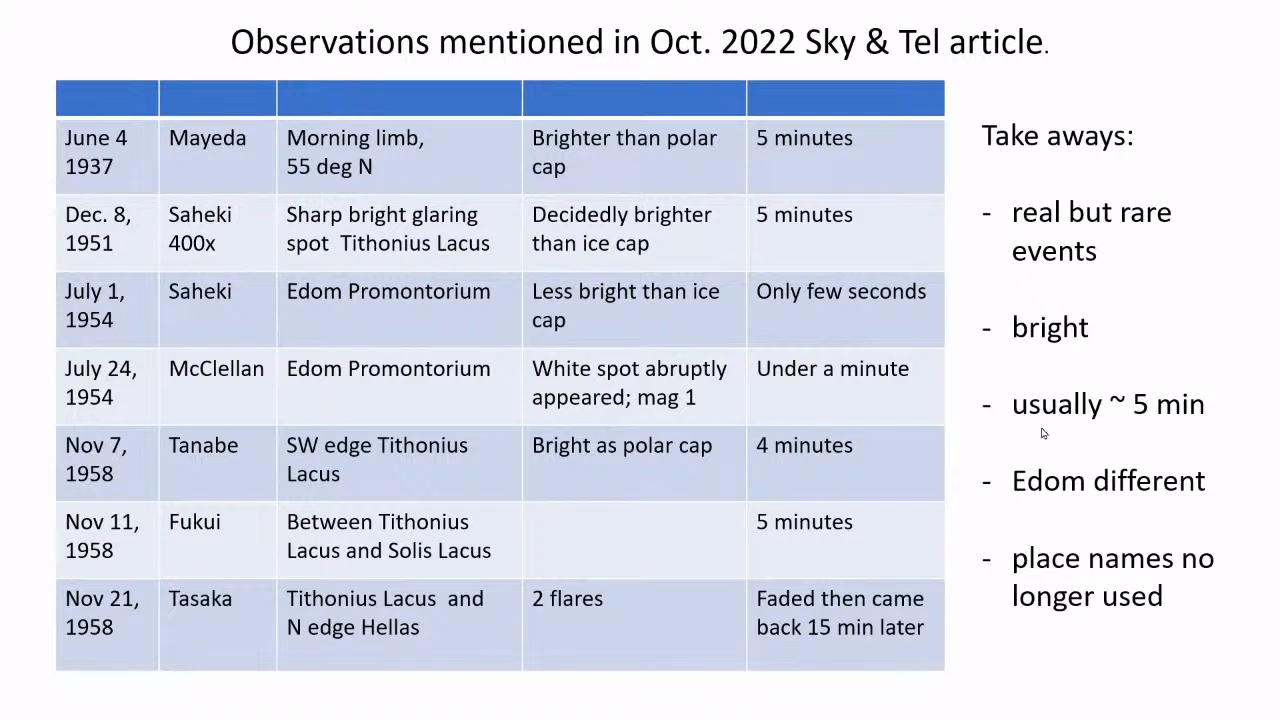 Observations mentioned in Oct. 2022 Sky & Tel article.
June 4 1937 Mayeda Morning limb, 55 deg N Brighter than polar cap 5 minutes
Dec. 8, 1951 Saheki 400x Sharp bright glaring spot Tithonius Lacus Decidedly brighter than ice cap 5 minutes
July 1, 1954 Saheki Edom Promontorium Less bright than ice cap Only few seconds
July 24, 1954 McClellan Edom Promontorium White spot abruptly appeared; mag 1 Under a minute
Nov 7, 1958 Tanabe SW edge Tithonius Lacus Bright as polar cap 4 minutes
Nov 11, 1958 Fukui Between Tithonius Lacus and Solis Lacus 5 minutes
Nov 21, 1958 Tasaka Tithonius Lacus and N edge Hellas 2 flares Faded then came back 15 min later
Take aways:
- real but rare
events
- bright
- usually ~ 5 min
- Edom different
- place names no
longer used